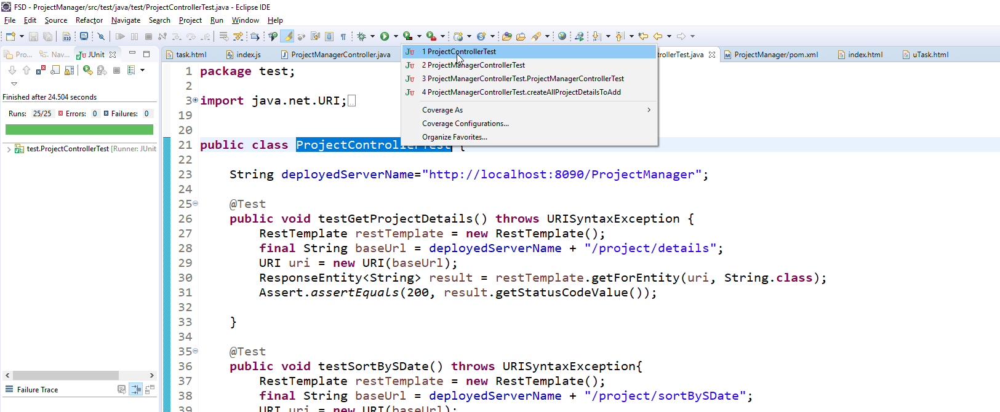 FSD - ProjectManager/src/test/java/test/ProjectControllerTest.java - Eclipse IDE
File Edit Source Refactor Navigate Search Project Run Window Help
Pro... Nav... JUnit
task.html index.js ProjectManagerController.java rollerTest.java ProjectManager/pom.xml index.html uTask.html
1 ProjectControllerTest
2 ProjectManagerControllerTest
3 ProjectManagerControllerTest.ProjectManagerControllerTest
4 ProjectManagerControllerTest.createAllProjectDetailsToAdd
Coverage As
Coverage Configurations...
Organize Favorites...
Finished after 24.504 seconds
Runs: 25/25 Errors: 0 Failures: 0
test.ProjectControllerTest [Runner: JUnit
Failure Trace
1 package test;
2
3 import java.net.URI;
19
20
21 public class ProjectControllerTest {
22
23 String deployedServerName="http://localhost:8090/ProjectManager";
24
25 @Test
26 public void testGetProjectDetails() throws URISyntaxException {
27 RestTemplate restTemplate = new RestTemplate();
28 final String baseUrl = deployedServerName + "/project/details";
29 URI uri = new URI(baseUrl);
30 ResponseEntity<String> result = restTemplate.getForEntity(uri, String.class);
31 Assert.assertEquals(200, result.getStatusCodeValue());
32
33 }
34
35 @Test
36 public void testSortBySDate() throws URISyntaxException{
37 RestTemplate restTemplate = new RestTemplate();
38 final String baseUrl = deployedServerName + "/project/sortBySDate";
39 URI uri = new URI(baseUrl);